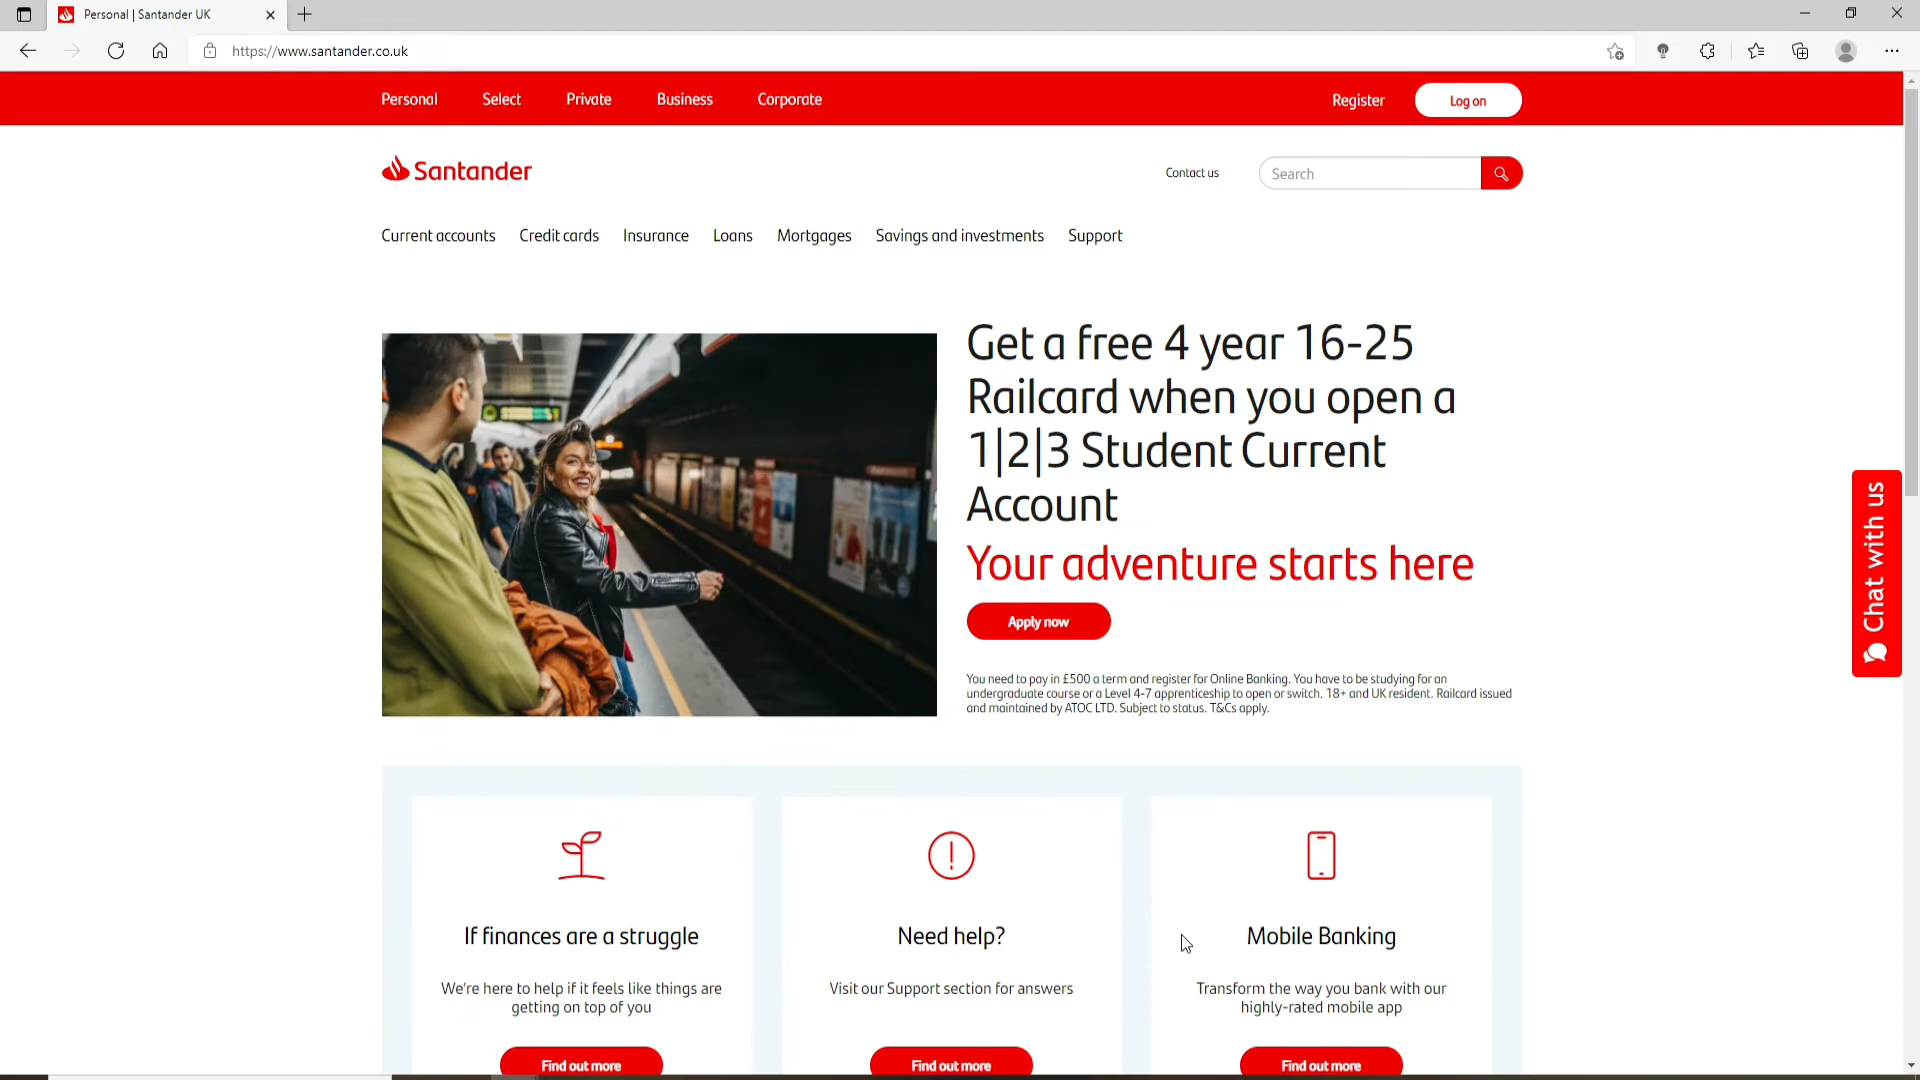 Personal | Santander UK
https://www.santander.co.uk
Personal Select Private Business Corporate Register Log on
Santander
Contact us Search
Current accounts Credit cards Insurance Loans Mortgages Savings and investments Support
Get a free 4 year 16-25
Railcard when you open a
1|2|3 Student Current
Account
Your adventure starts here
Apply now
You need to pay in £500 a term and register for Online Banking. You have to be studying for an
undergraduate course or a Level 4-7 apprenticeship to open or switch. 18+ and UK resident. Railcard issued
and maintained by ATOC LTD. Subject to status. T&Cs apply.
Chat with us
If finances are a struggle
We're here to help if it feels like things are
getting on top of you
Find out more
Need help?
Visit our Support section for answers
Find out more
Mobile Banking
Transform the way you bank with our
highly-rated mobile app
Find out more